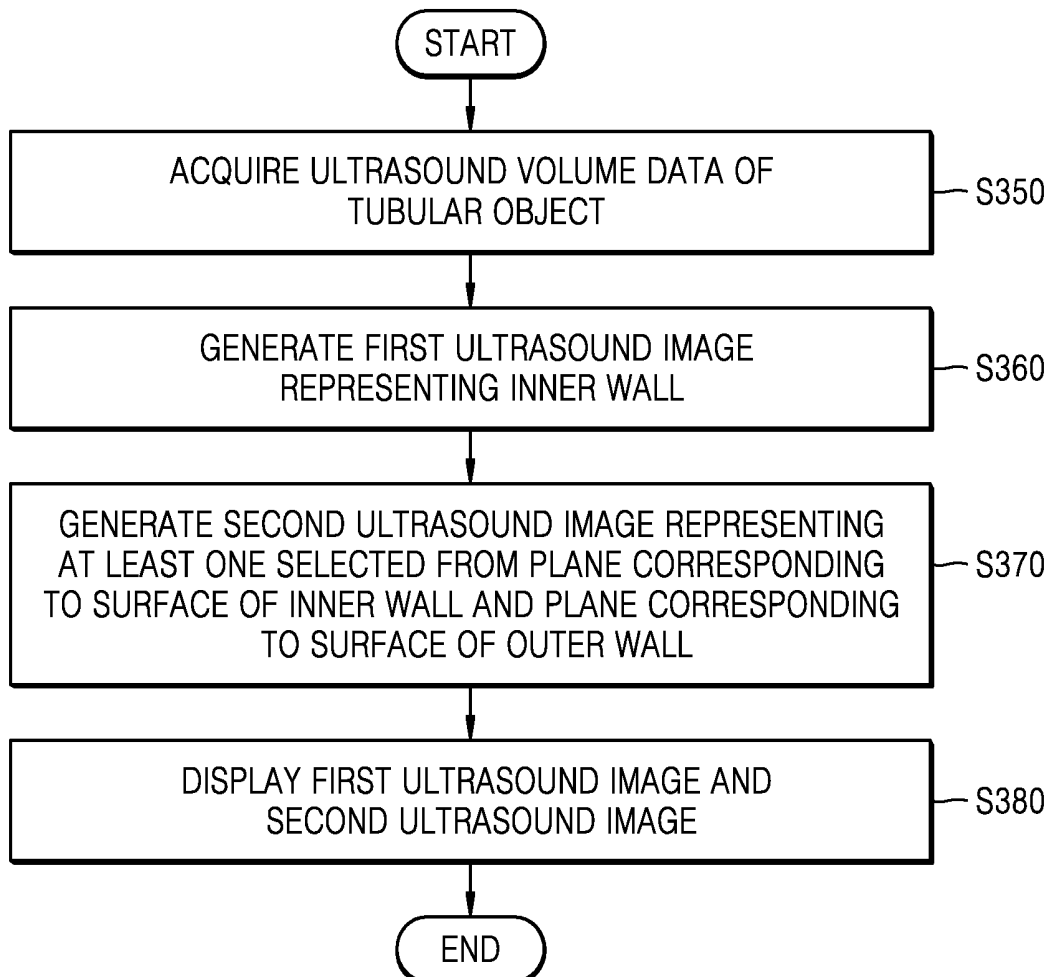 START
ACQUIRE ULTRASOUND VOLUME DATA OF
TUBULAR OBJECT
S350
GENERATE FIRST ULTRASOUND IMAGE
REPRESENTING INNER WALL
S360
GENERATE SECOND ULTRASOUND IMAGE REPRESENTING
AT LEAST ONE SELECTED FROM PLANE CORRESPONDING
TO SURFACE OF INNER WALL AND PLANE CORRESPONDING
TO SURFACE OF OUTER WALL
S370
DISPLAY FIRST ULTRASOUND IMAGE AND
SECOND ULTRASOUND IMAGE
S380
END